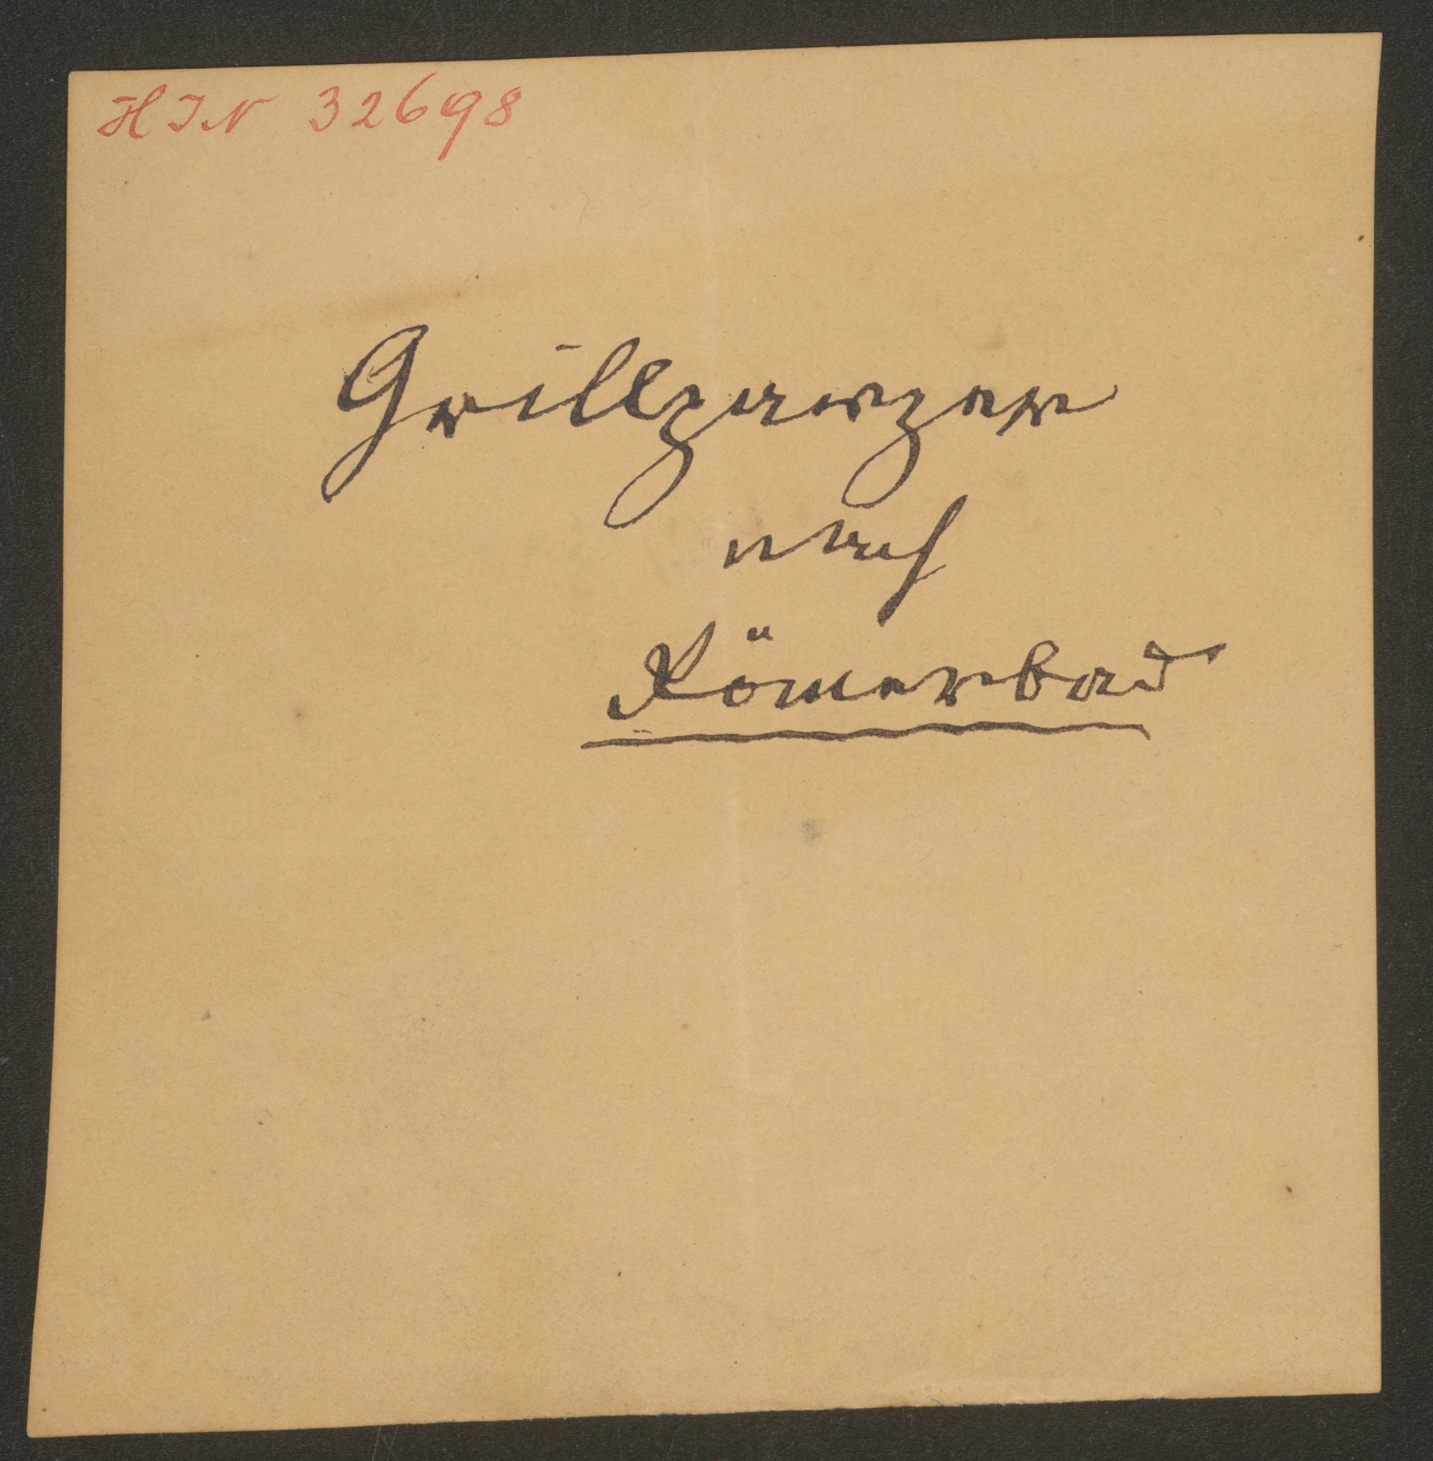 H I N 32698
Grillparzer
nach
Römerbad